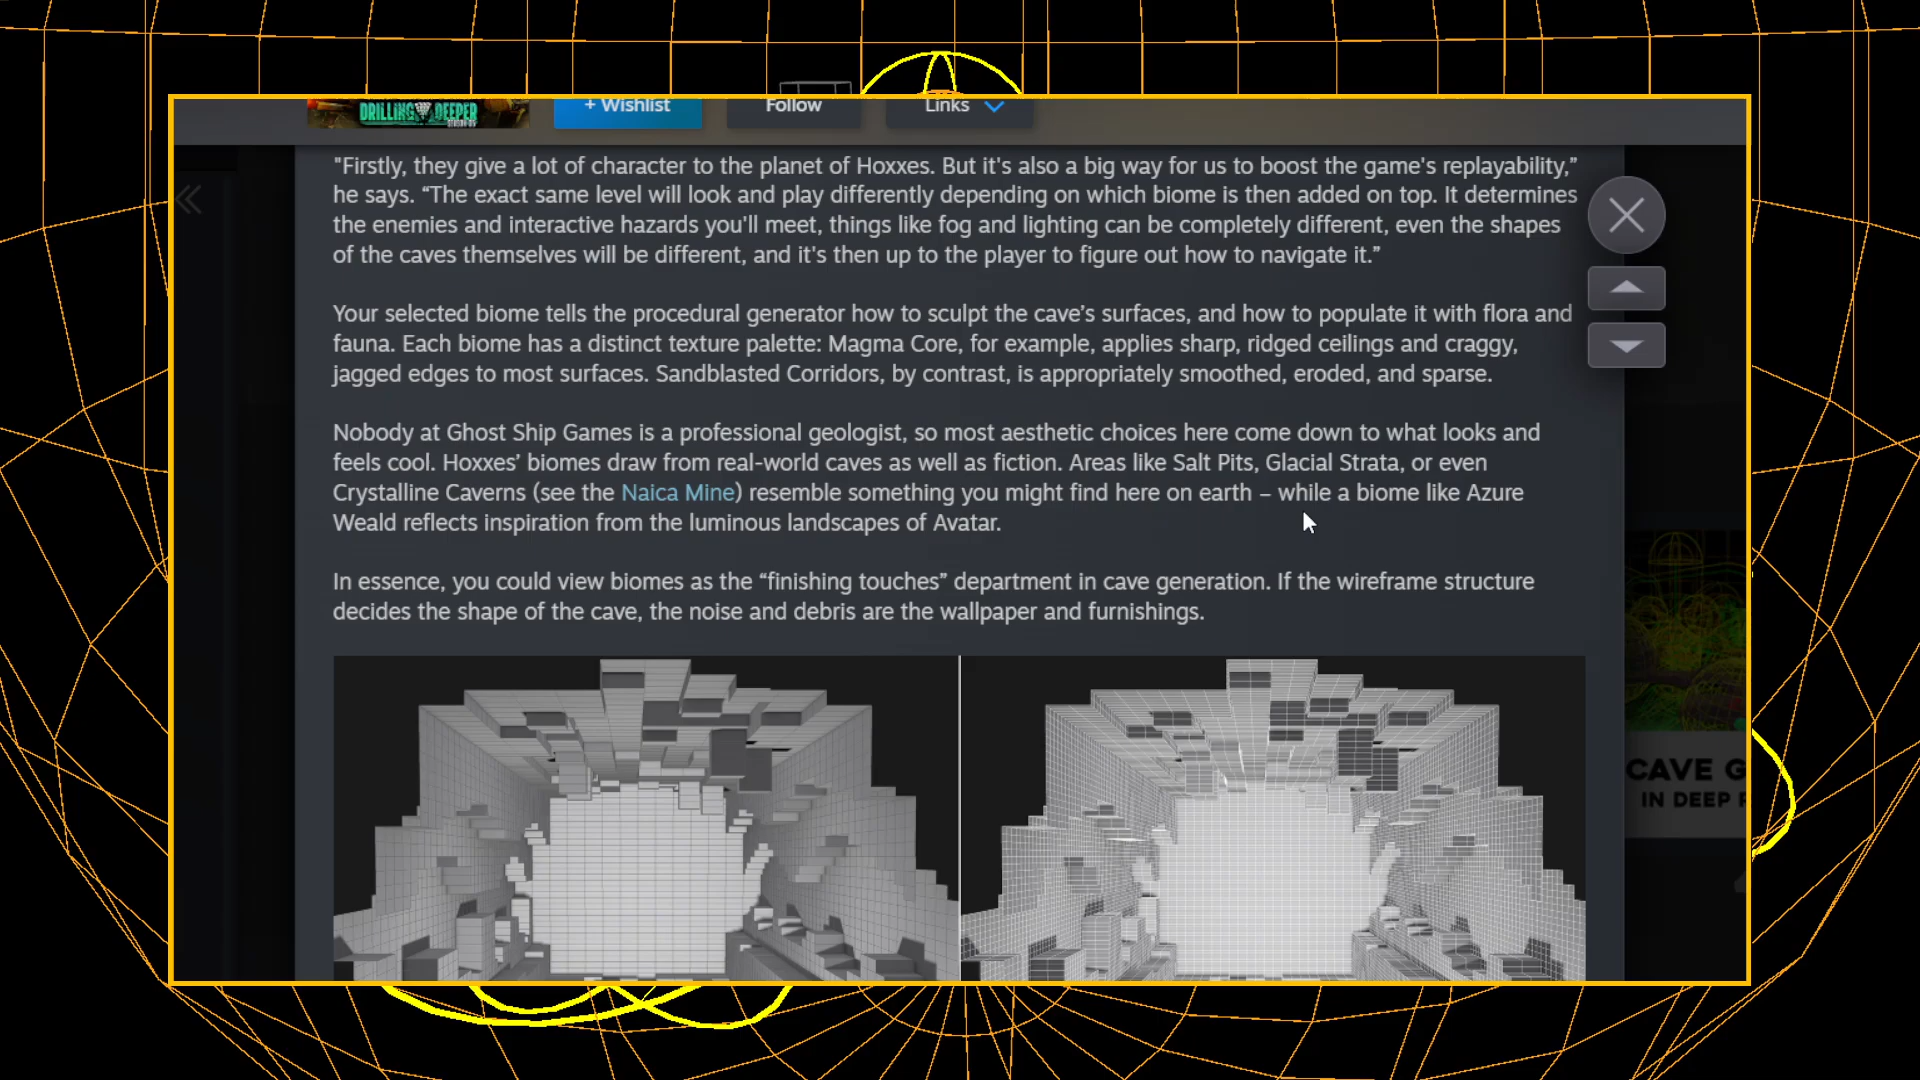 DRILLING DEEPER
+ Wishlist
Follow
Links
"Firstly, they give a lot of character to the planet of Hoxxes. But it's also a big way for us to boost the game's replayability,”
he says. “The exact same level will look and play differently depending on which biome is then added on top. It determines
the enemies and interactive hazards you'll meet, things like fog and lighting can be completely different, even the shapes
of the caves themselves will be different, and it's then up to the player to figure out how to navigate it.”
Your selected biome tells the procedural generator how to sculpt the cave’s surfaces, and how to populate it with flora and
fauna. Each biome has a distinct texture palette: Magma Core, for example, applies sharp, ridged ceilings and craggy,
jagged edges to most surfaces. Sandblasted Corridors, by contrast, is appropriately smoothed, eroded, and sparse.
Nobody at Ghost Ship Games is a professional geologist, so most aesthetic choices here come down to what looks and
feels cool. Hoxxes’ biomes draw from real-world caves as well as fiction. Areas like Salt Pits, Glacial Strata, or even
Crystalline Caverns (see the Naica Mine) resemble something you might find here on earth – while a biome like Azure
Weald reflects inspiration from the luminous landscapes of Avatar.
In essence, you could view biomes as the “finishing touches” department in cave generation. If the wireframe structure
decides the shape of the cave, the noise and debris are the wallpaper and furnishings.
CAVE G
IN DEEP